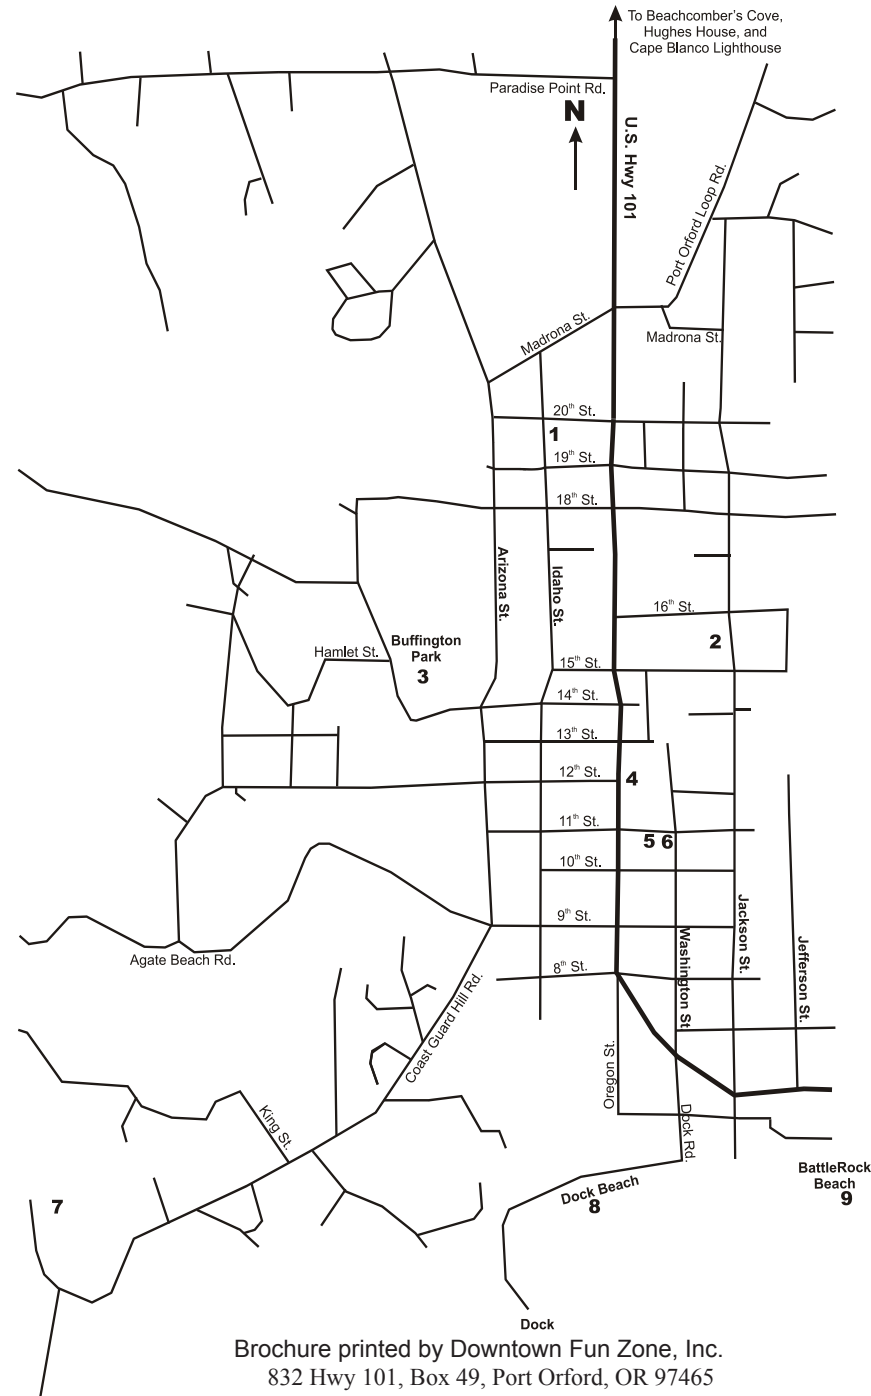 To Beachcomber's Cove,
Hughes House, and
Cape Blanco Lighthouse
Paradise Point Rd.
N
U.S. Hwy 101
Port Orford Loop Rd.
Madrona St.
Madrona St.
20th St.
1
19th St.
18th St.
Arizona St.
Idaho St.
16th St.
2
Buffington
Park
3
Hamlet St.
15th St.
14th St.
13th St.
12th St.
4
11th St.
5 6
10th St.
9th St.
Jackson St.
Washington St
Jefferson St.
Agate Beach Rd.
8th St.
Coast Guard Hill Rd.
Oregon St.
King St.
Dock Rd.
BattleRock
Beach
9
Dock Beach
8
7
Dock
Brochure printed by Downtown Fun Zone, Inc.
832 Hwy 101, Box 49, Port Orford, OR 97465